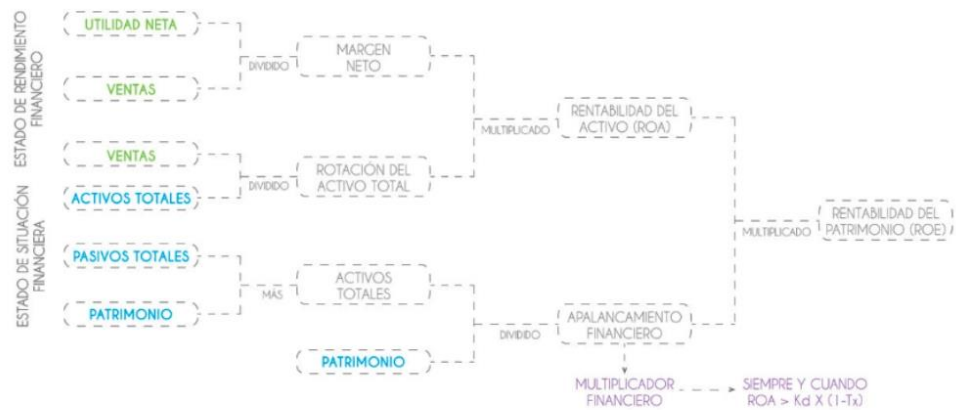 ESTADO DE RENDIMIENTO
FINANCIERO
UTILIDAD NETA
VENTAS
DIVIDIDO
MARGEN
NETO
VENTAS
ACTIVOS TOTALES
DIVIDIDO
ROTACIÓN DEL
ACTIVO TOTAL
MULTIPLICADO
RENTABILIDAD DEL
ACTIVO (ROA)
ESTADO DE SITUACIÓN
FINANCIERA
PASIVOS TOTALES
PATRIMONIO
MÁS
ACTIVOS
TOTALES
PATRIMONIO
DIVIDIDO
APALANCAMIENTO
FINANCIERO
MULTIPLICADO
RENTABILIDAD DEL
PATRIMONIO (ROE)
MULTIPLICADOR
FINANCIERO
SIEMPRE Y CUANDO
ROA > Kd X (1-Tx)